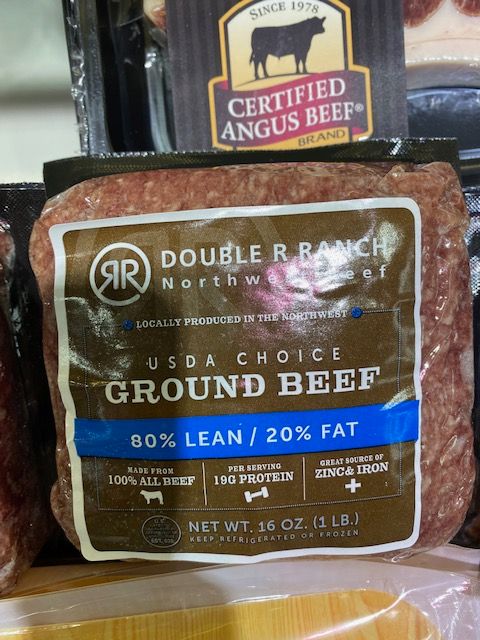 SINCE 1978
CERTIFIED
ANGUS BEEF®
BRAND
RR DOUBLE R RANCH
Northwest Beef
LOCALLY PRODUCED IN THE NORTHWEST
USDA CHOICE
GROUND BEEF
80% LEAN / 20% FAT
MADE FROM
100% ALL BEEF
PER SERVING
19G PROTEIN
GREAT SOURCE OF
ZINC & IRON
NET WT. 16 OZ. (1 LB.)
KEEP REFRIGERATED OR FROZEN